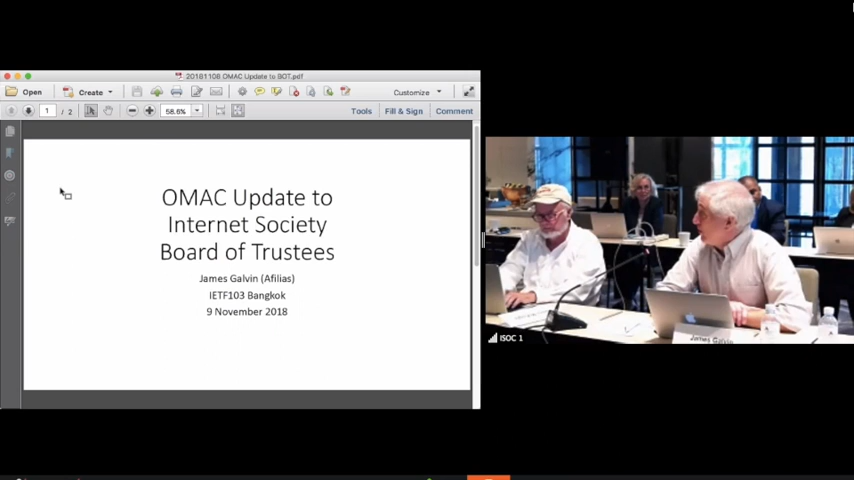 20181108 OMAC Update to BOT.pdf
Open
Create
Customize
1 / 2
58.6%
Tools
Fill & Sign
Comment
OMAC Update to
Internet Society
Board of Trustees
James Galvin (Afilias)
IETF103 Bangkok
9 November 2018
James Galvin
ISOC 1